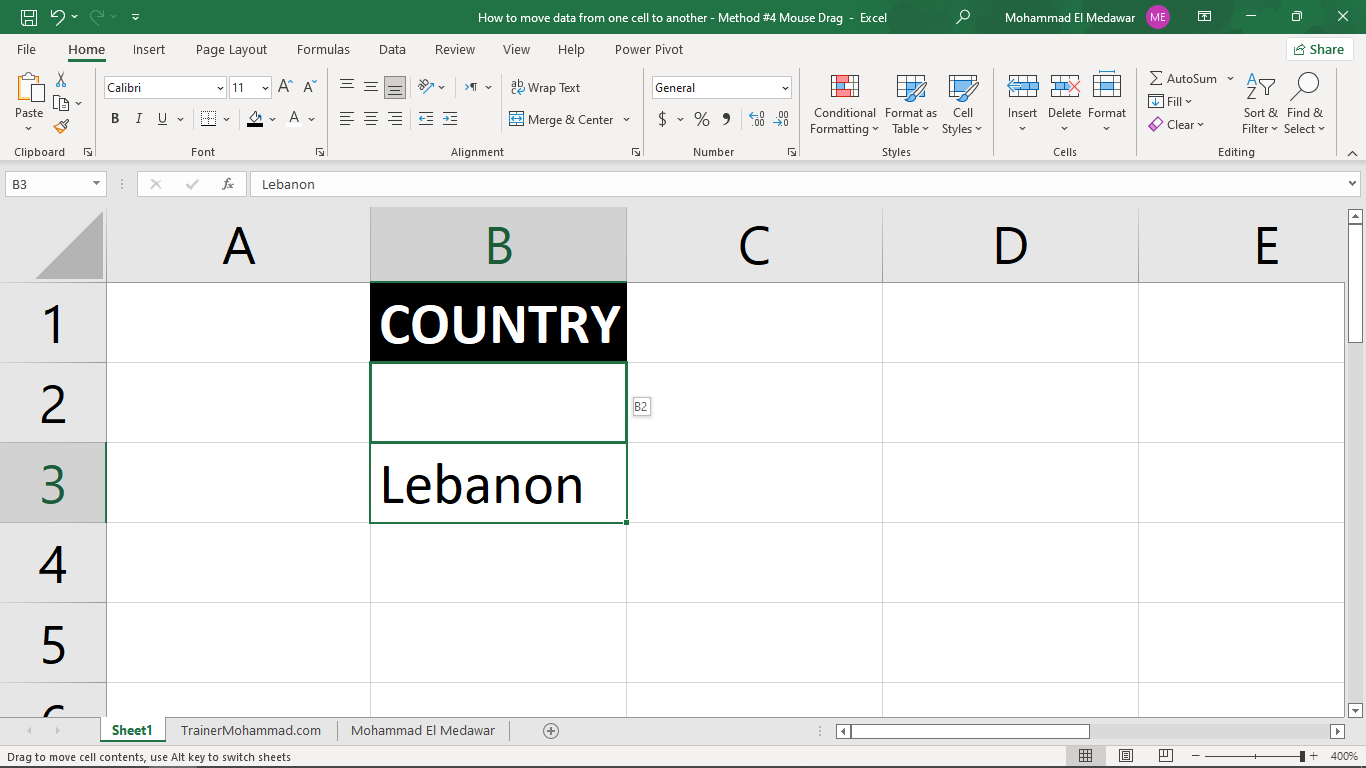 How to move data from one cell to another - Method #4 Mouse Drag - Excel
Mohammad El Medawar ME
File Home Insert Page Layout Formulas Data Review View Help Power Pivot Share
Paste
Clipboard
Calibri 11
B I U A
Font
Wrap Text
Merge & Center
Alignment
General
$ % ,
Number
Conditional Formatting
Format as Table
Cell Styles
Styles
Insert Delete Format
Cells
AutoSum
Fill
Clear
Sort & Filter
Find & Select
Editing
B3 fx Lebanon
A B C D E
1 COUNTRY
2 B2
3 Lebanon
4
5
6
Sheet1 TrainerMohammad.com Mohammad El Medawar
Drag to move cell contents, use Alt key to switch sheets 400%